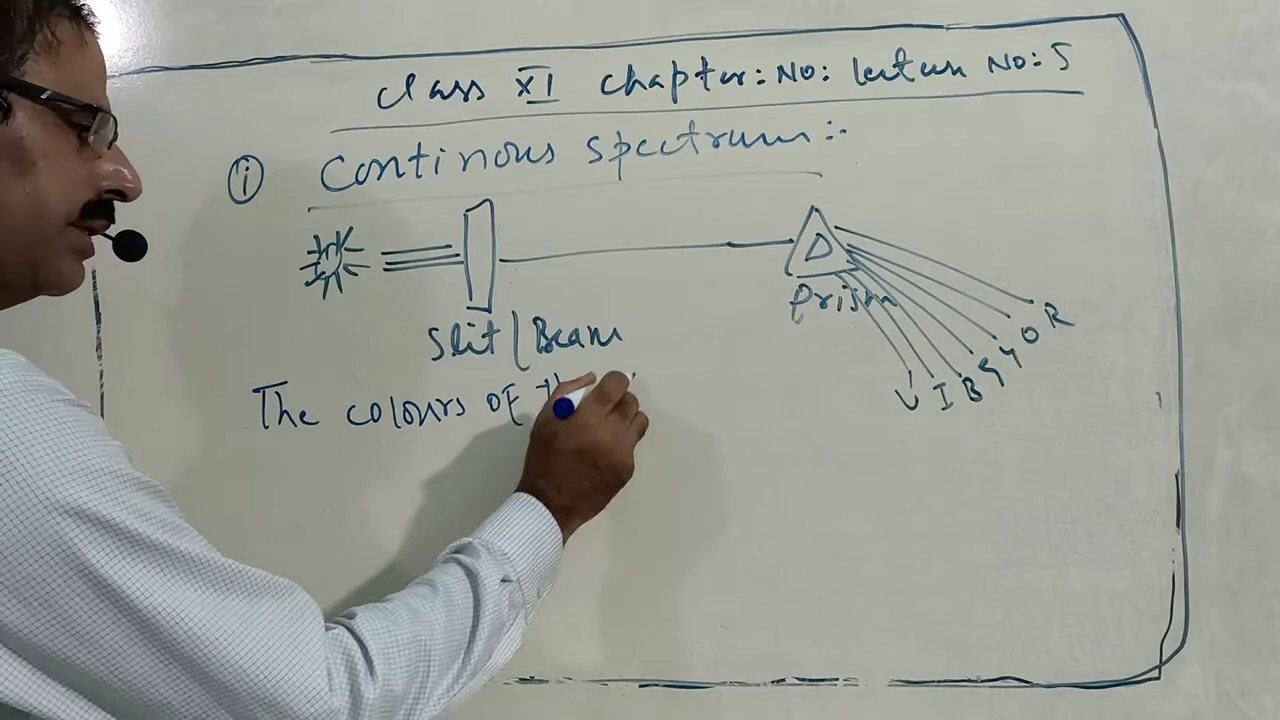 Class XI Chapter: No: lecture No: 5
(i) Continous spectrum:-
Slit / Beam
Prism
V I B G Y O R
The colours of